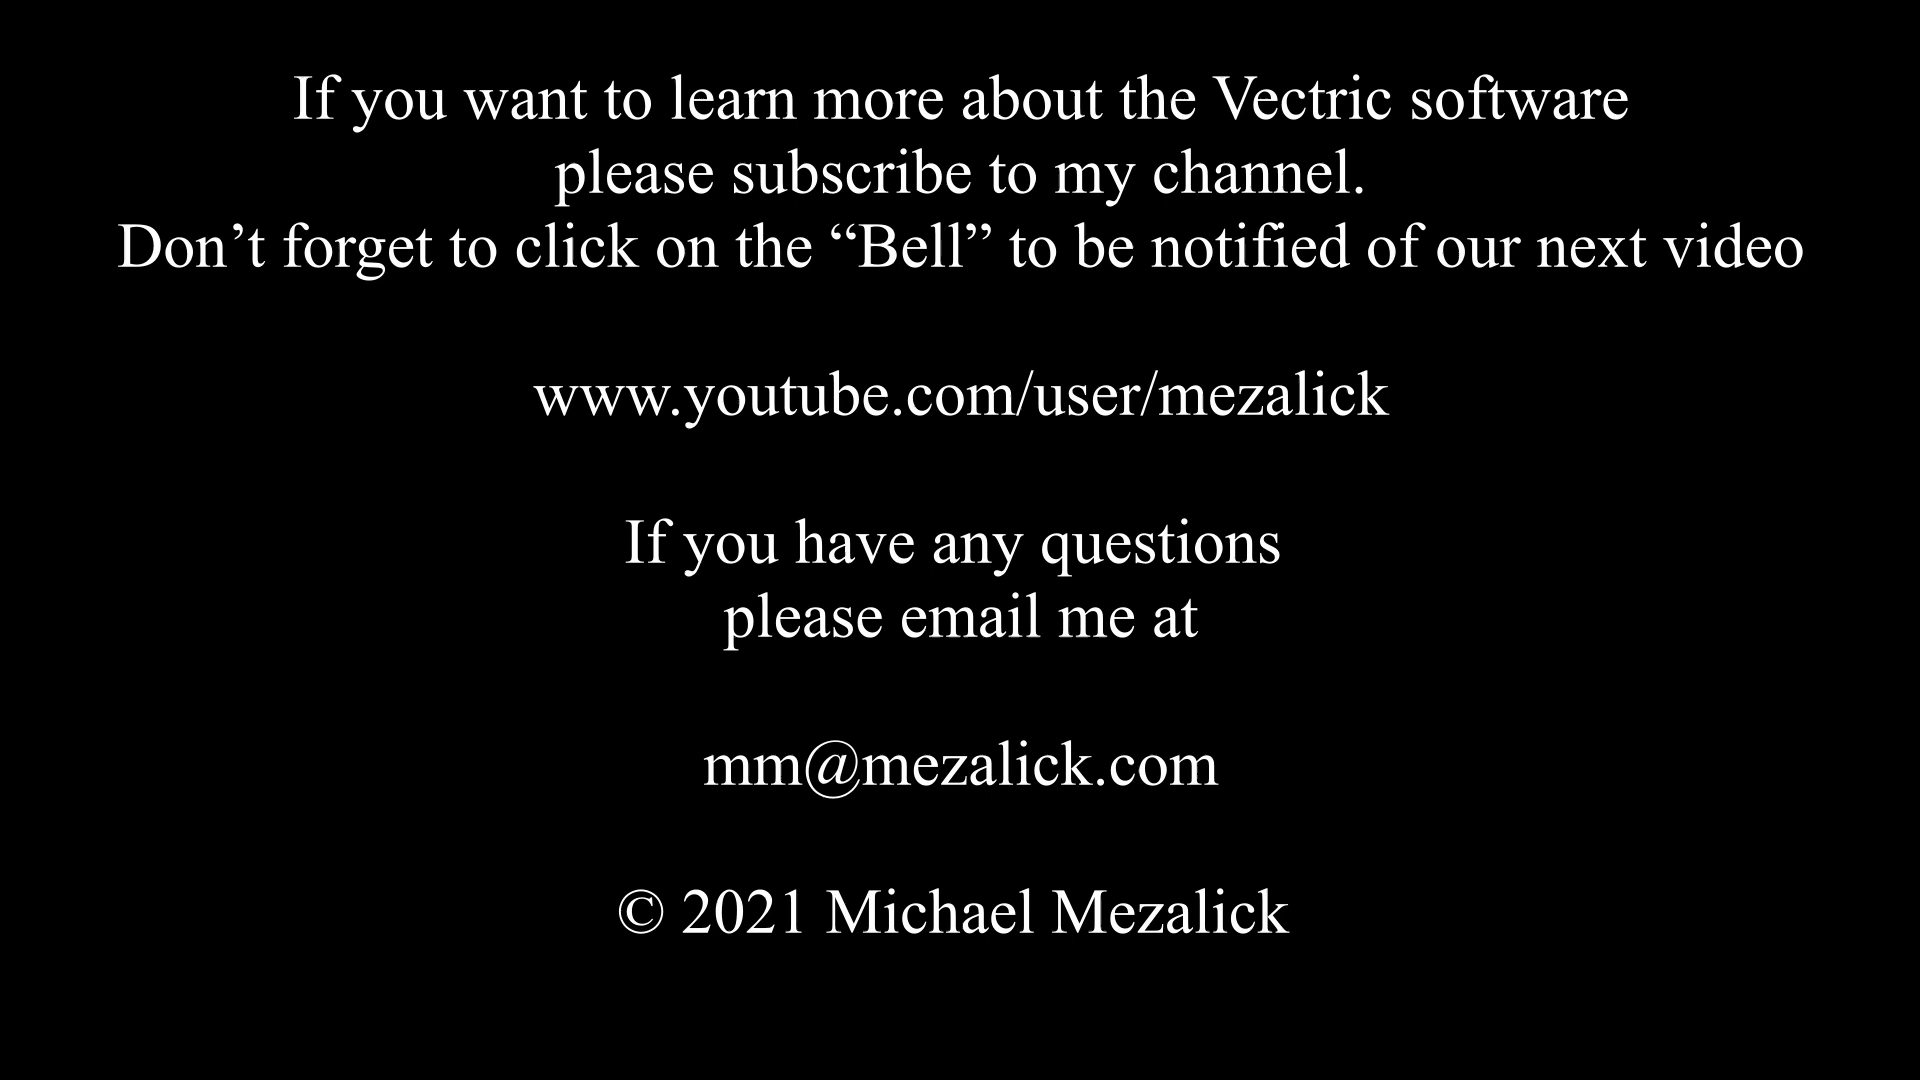 If you want to learn more about the Vectric software
please subscribe to my channel.
Don’t forget to click on the “Bell” to be notified of our next video
www.youtube.com/user/mezalick
If you have any questions
please email me at
mm@mezalick.com
© 2021 Michael Mezalick